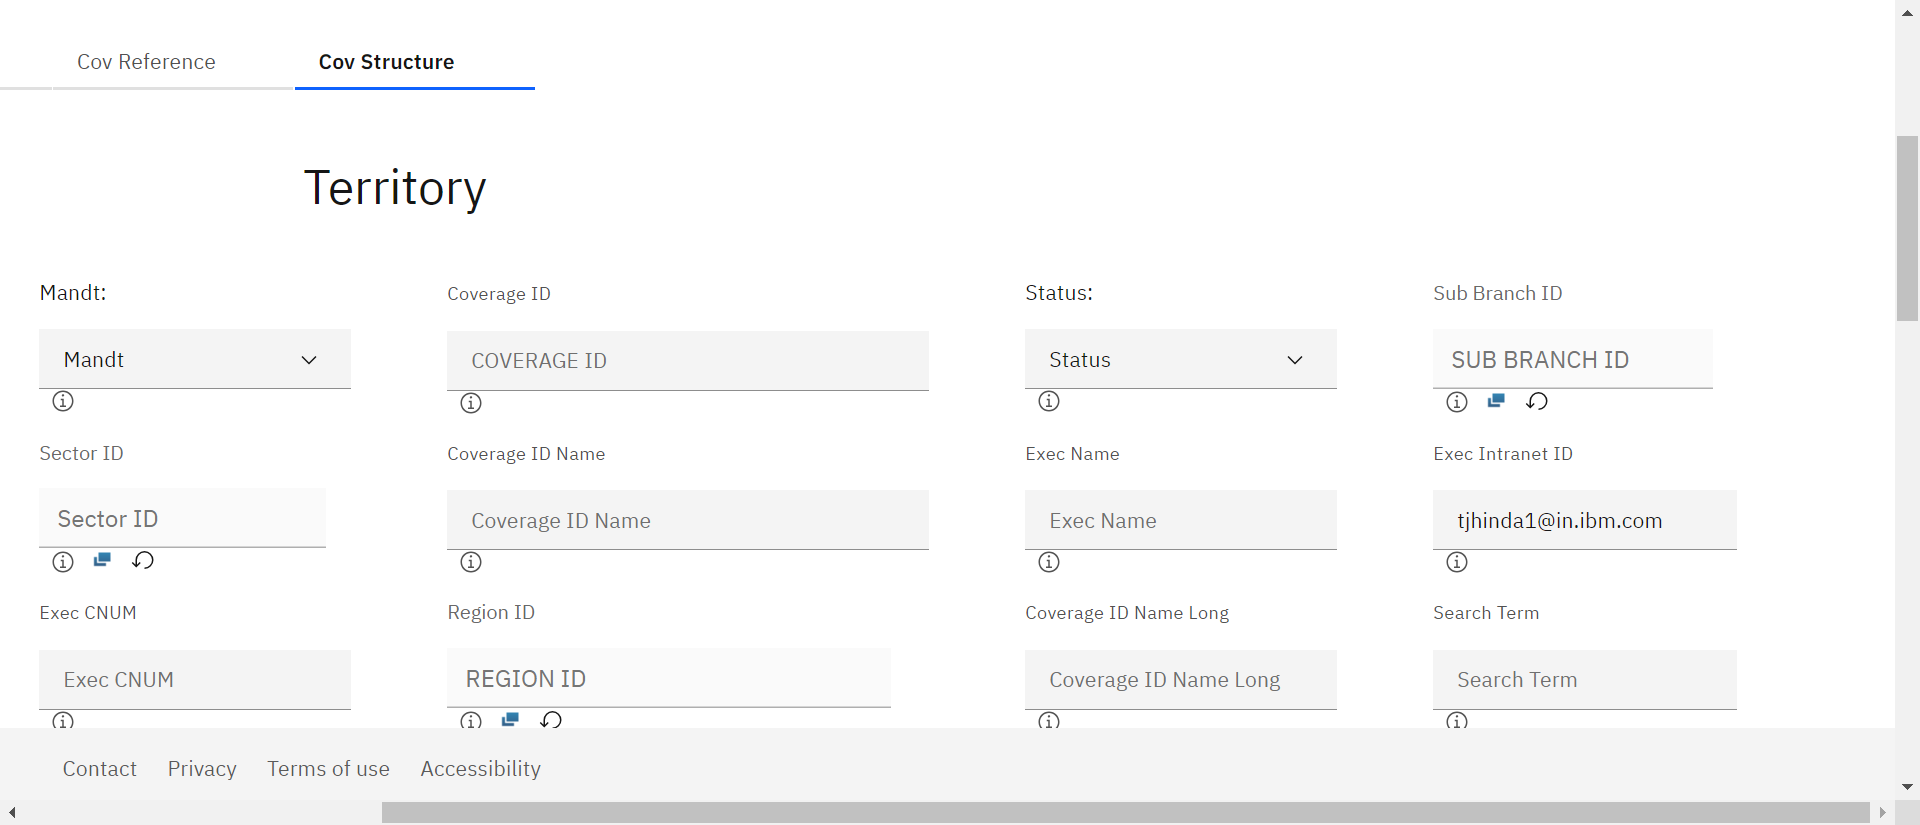 Cov Reference
Cov Structure
Territory
Mandt:
Coverage ID
Status:
Sub Branch ID
Mandt
COVERAGE ID
Status
SUB BRANCH ID
Sector ID
Coverage ID Name
Exec Name
Exec Intranet ID
Sector ID
Coverage ID Name
Exec Name
tjhinda1@in.ibm.com
Exec CNUM
Region ID
Coverage ID Name Long
Search Term
Exec CNUM
REGION ID
Coverage ID Name Long
Search Term
Contact
Privacy
Terms of use
Accessibility